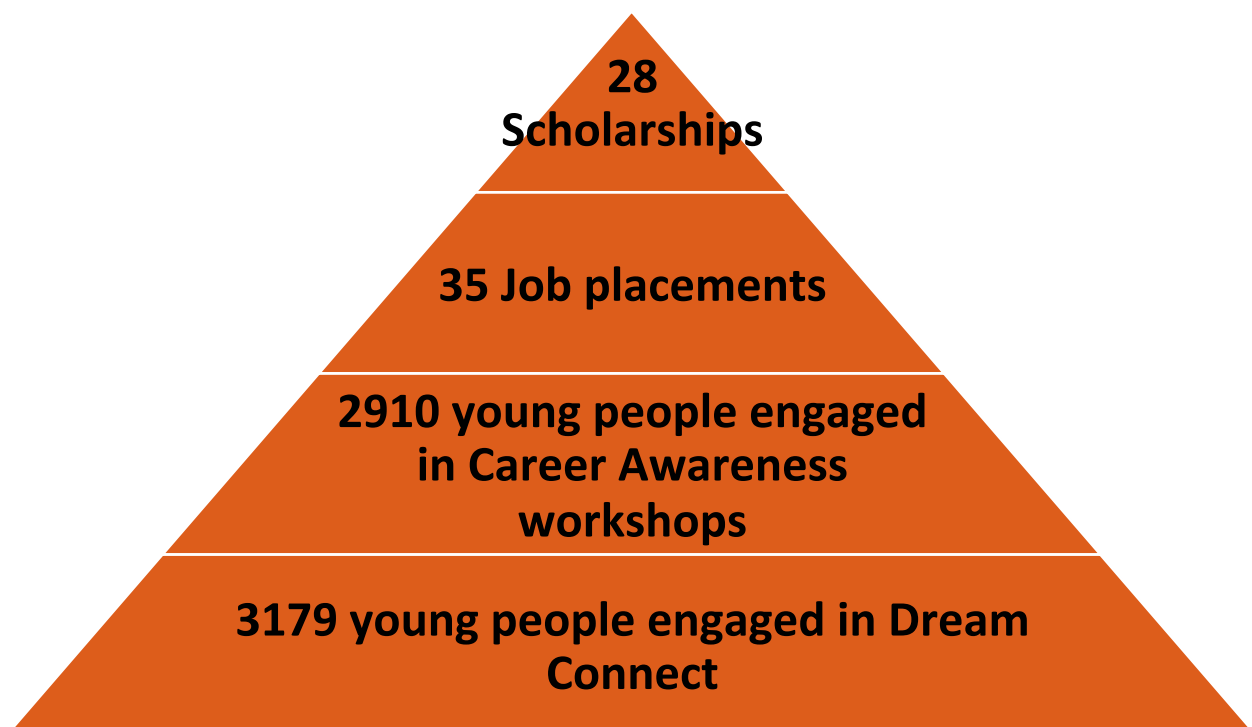 28
Scholarships
35 Job placements
2910 young people engaged
in Career Awareness
workshops
3179 young people engaged in Dream
Connect